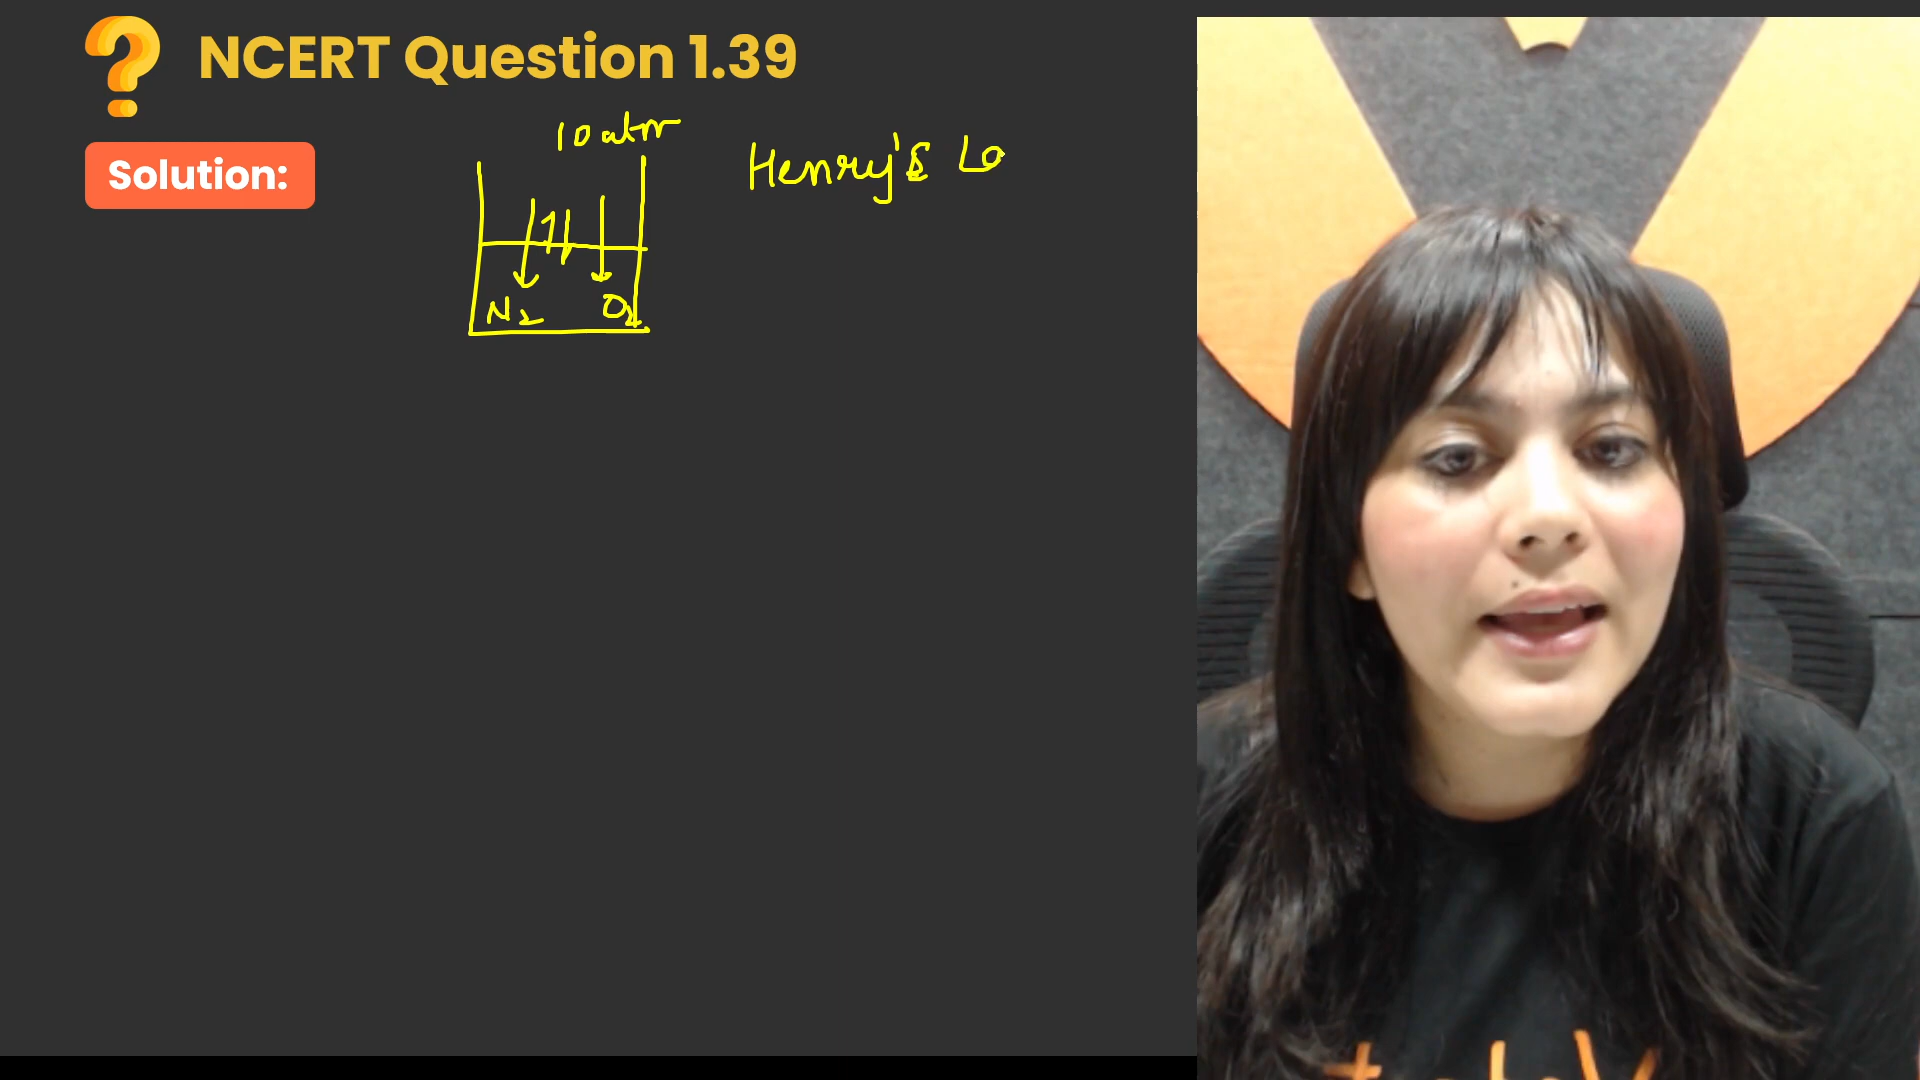 NCERT Question 1.39
Solution:
10 atm
Henry's La
N2 O2